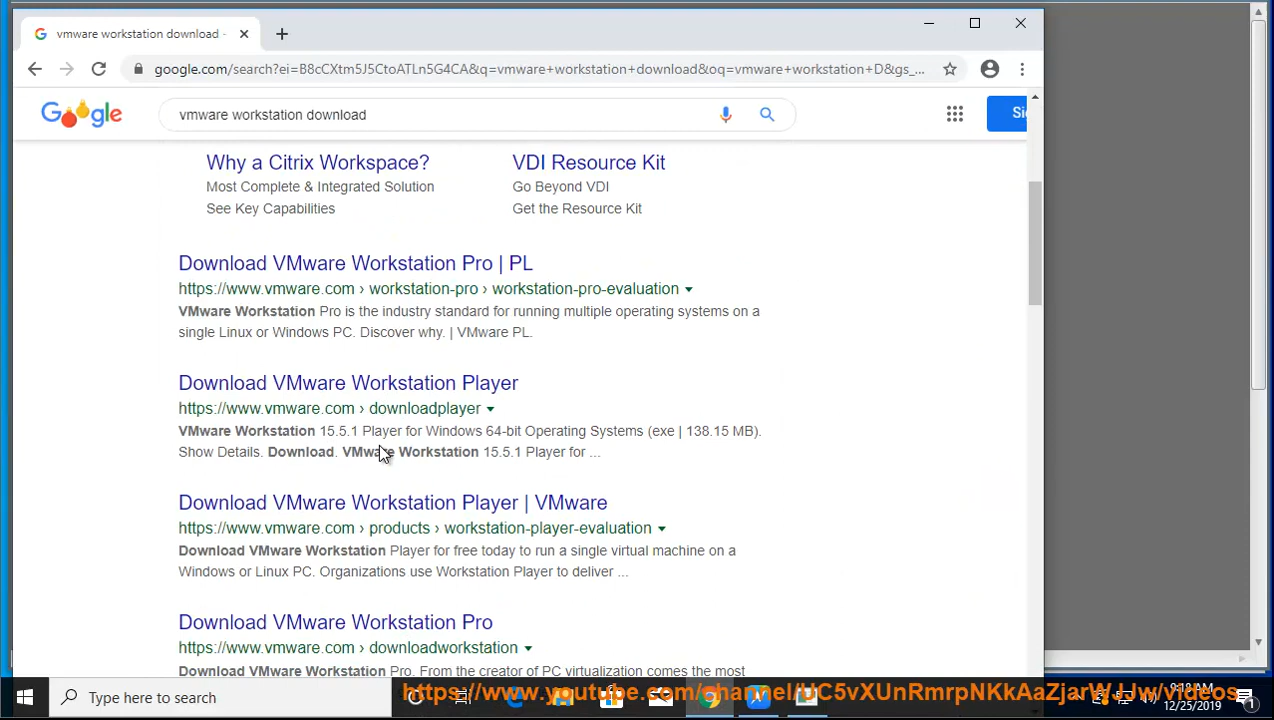 vmware workstation download -
google.com/search?ei=B8cCXtm5J5CtoATLn5G4CA&q=vmware+workstation+download&oq=vmware+workstation+D&gs_...
Google
vmware workstation download
Si
Why a Citrix Workspace?
VDI Resource Kit
Most Complete & Integrated Solution
Go Beyond VDI
See Key Capabilities
Get the Resource Kit
Download VMware Workstation Pro | PL
https://www.vmware.com › workstation-pro › workstation-pro-evaluation
VMware Workstation Pro is the industry standard for running multiple operating systems on a
single Linux or Windows PC. Discover why. | VMware PL.
Download VMware Workstation Player
https://www.vmware.com › downloadplayer
VMware Workstation 15.5.1 Player for Windows 64-bit Operating Systems (exe | 138.15 MB).
Show Details. Download. VMware Workstation 15.5.1 Player for ...
Download VMware Workstation Player | VMware
https://www.vmware.com › products › workstation-player-evaluation
Download VMware Workstation Player for free today to run a single virtual machine on a
Windows or Linux PC. Organizations use Workstation Player to deliver ...
Download VMware Workstation Pro
https://www.vmware.com › downloadworkstation
Download VMware Workstation Pro. From the creator of PC virtualization comes the most
Type here to search
https://www.youtube.com/channel/UC5vXUnRmrpNKkAaZjarWJJw/videos
9:18 AM
12/25/2019
1